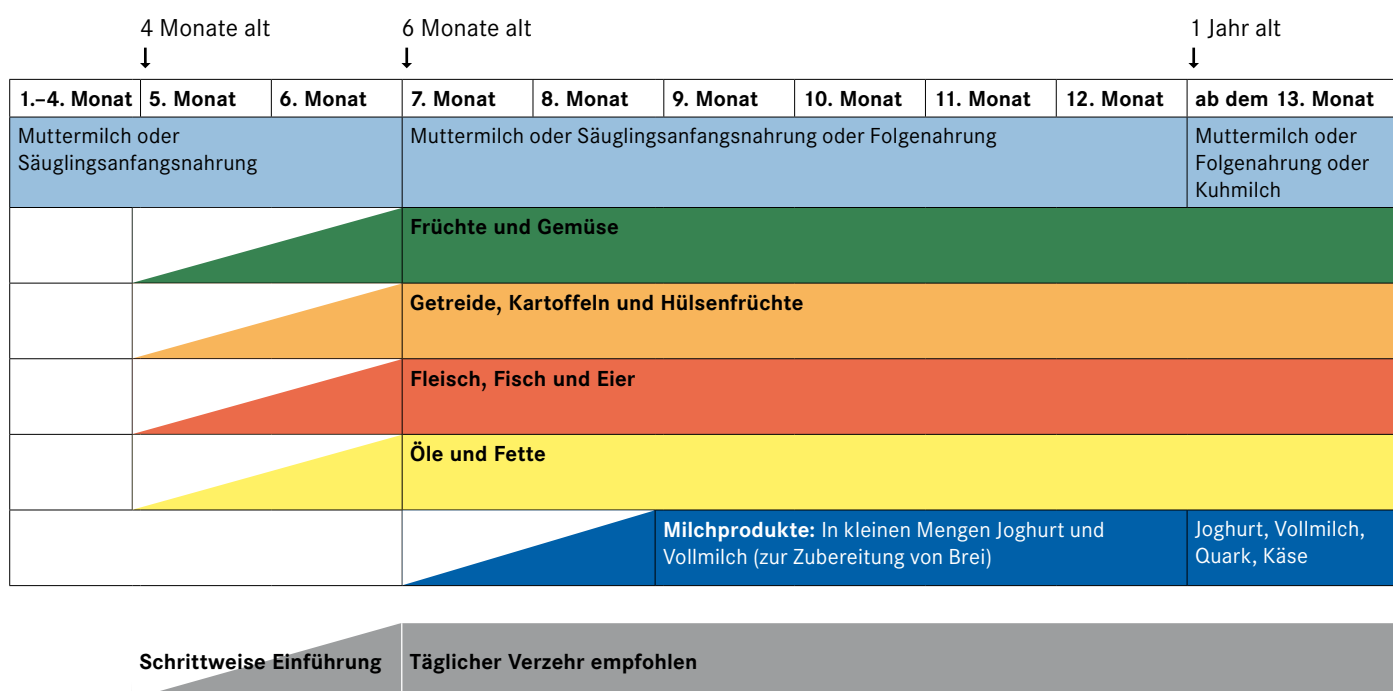 4 Monate alt
6 Monate alt
1 Jahr alt
1.–4. Monat
5. Monat
6. Monat
7. Monat
8. Monat
9. Monat
10. Monat
11. Monat
12. Monat
ab dem 13. Monat
Muttermilch oder
Säuglingsanfangsnahrung
Muttermilch oder Säuglingsanfangsnahrung oder Folgenahrung
Muttermilch oder
Folgenahrung oder
Kuhmilch
Früchte und Gemüse
Getreide, Kartoffeln und Hülsenfrüchte
Fleisch, Fisch und Eier
Öle und Fette
Milchprodukte: In kleinen Mengen Joghurt und
Vollmilch (zur Zubereitung von Brei)
Joghurt, Vollmilch,
Quark, Käse
Schrittweise Einführung
Täglicher Verzehr empfohlen